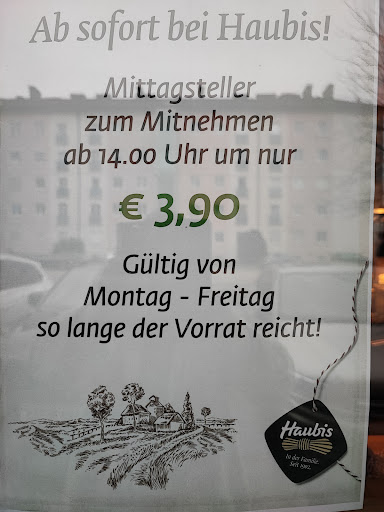 Ab sofort bei Haubis!
Mittagsteller
zum Mitnehmen
ab 14.00 Uhr um nur
€ 3,90
Gültig von
Montag - Freitag
so lange der Vorrat reicht!
Haubis
In der Familie
Seit 1902.